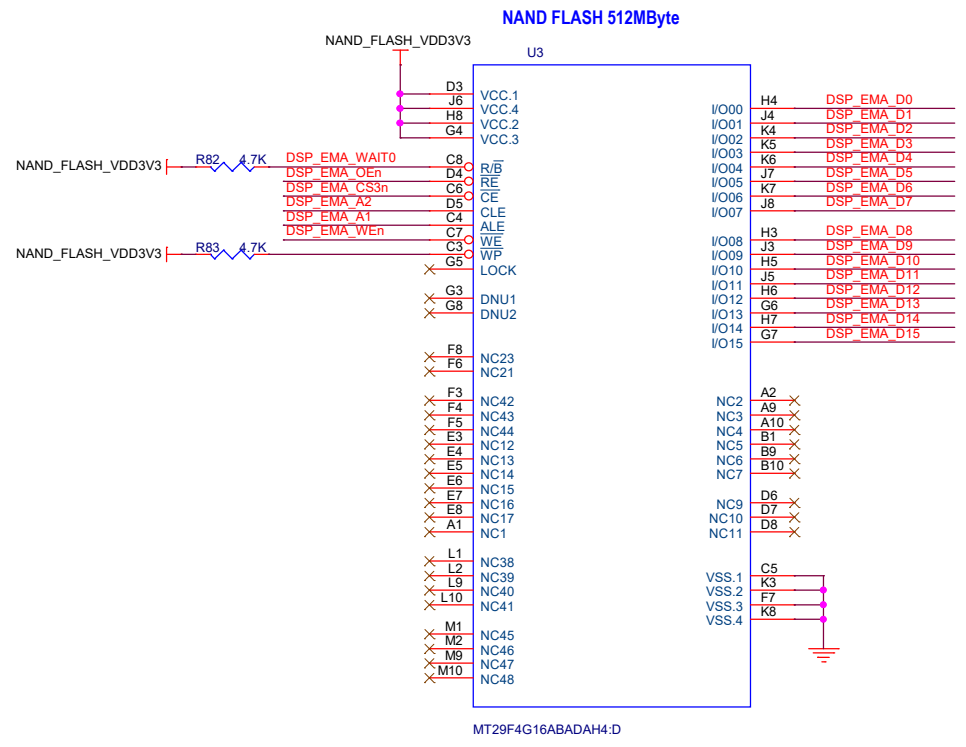 NAND FLASH 512MByte
NAND_FLASH_VDD3V3
U3
D3 VCC.1
J6 VCC.4
H8 VCC.2
G4 VCC.3
NAND_FLASH_VDD3V3 R82 4.7K DSP_EMA_WAIT0 C8 R/B
DSP_EMA_OEn D4 RE
DSP_EMA_CS3n C6 CE
DSP_EMA_A2 D5 CLE
DSP_EMA_A1 C4 ALE
DSP_EMA_WEn C7 WE
NAND_FLASH_VDD3V3 R83 4.7K C3 WP
G5 LOCK
G3 DNU1
G8 DNU2
F8 NC23
F6 NC21
F3 NC42
F4 NC43
F5 NC44
E3 NC12
E4 NC13
E5 NC14
E6 NC15
E7 NC16
E8 NC17
A1 NC1
L1 NC38
L2 NC39
L9 NC40
L10 NC41
M1 NC45
M2 NC46
M9 NC47
M10 NC48
I/O00 H4 DSP_EMA_D0
I/O01 J4 DSP_EMA_D1
I/O02 K4 DSP_EMA_D2
I/O03 K5 DSP_EMA_D3
I/O04 K6 DSP_EMA_D4
I/O05 J7 DSP_EMA_D5
I/O06 K7 DSP_EMA_D6
I/O07 J8 DSP_EMA_D7
I/O08 H3 DSP_EMA_D8
I/O09 J3 DSP_EMA_D9
I/O10 H5 DSP_EMA_D10
I/O11 J5 DSP_EMA_D11
I/O12 H6 DSP_EMA_D12
I/O13 G6 DSP_EMA_D13
I/O14 H7 DSP_EMA_D14
I/O15 G7 DSP_EMA_D15
NC2 A2
NC3 A9
NC4 A10
NC5 B1
NC6 B9
NC7 B10
NC9 D6
NC10 D7
NC11 D8
VSS.1 C5
VSS.2 K3
VSS.3 F7
VSS.4 K8
MT29F4G16ABADAH4:D